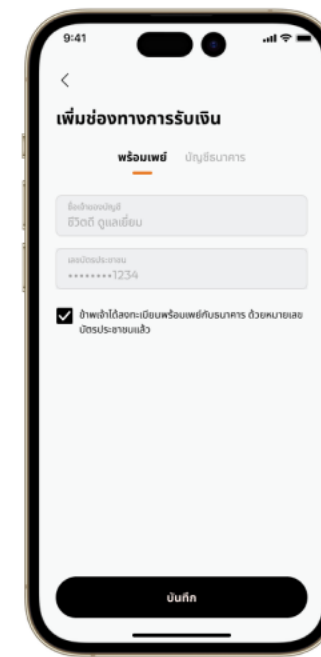 9:41
เพิ่มช่องทางการรับเงิน
พร้อมเพย์ บัญชีธนาคาร
ชื่อเจ้าของบัญชี
ชีวิตดี ดูแลเยี่ยม
เลขบัตรประชาชน
••••••••1234
ข้าพเจ้าได้ลงทะเบียนพร้อมเพย์กับธนาคาร ด้วยหมายเลข
บัตรประชาชนแล้ว
บันทึก